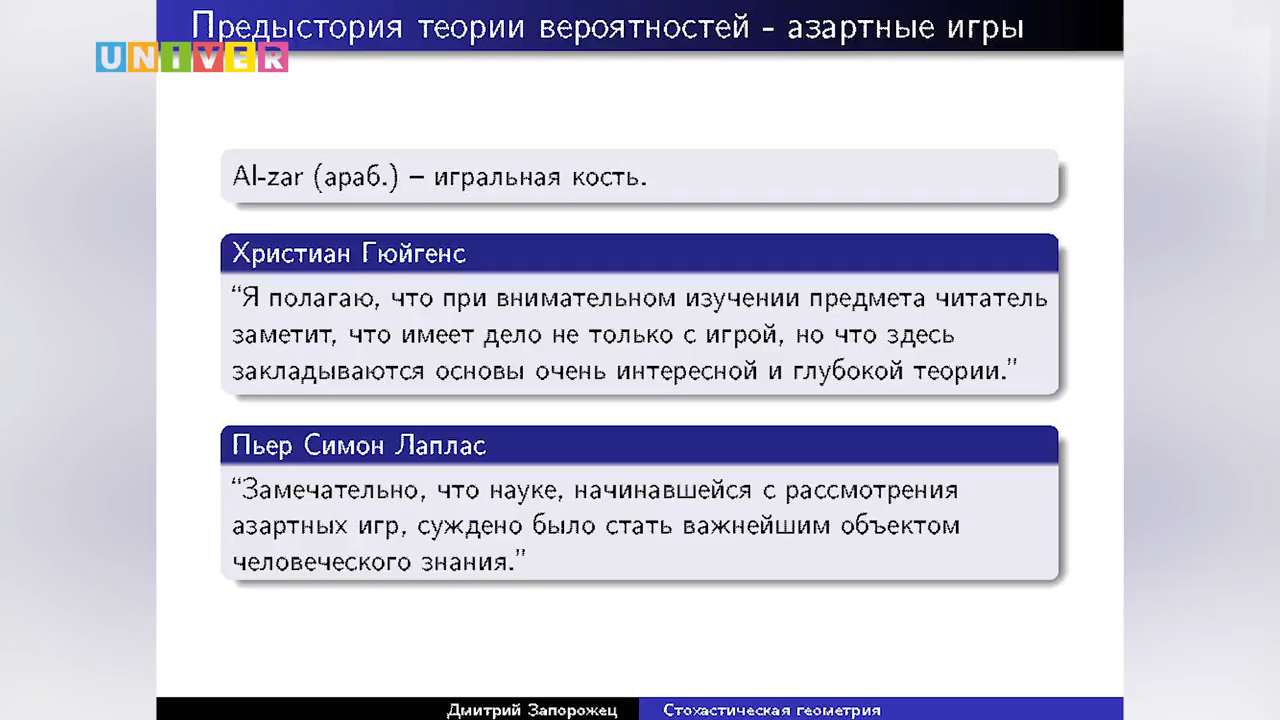 Предыстория теории вероятностей - азартные игры
UNIVER
Al-zar (араб.) – игральная кость.
Христиан Гюйгенс
“Я полагаю, что при внимательном изучении предмета читатель
заметит, что имеет дело не только с игрой, но что здесь
закладываются основы очень интересной и глубокой теории.”
Пьер Симон Лаплас
“Замечательно, что науке, начинавшейся с рассмотрения
азартных игр, суждено было стать важнейшим объектом
человеческого знания.”
Дмитрий Запорожец
Стохастическая геометрия